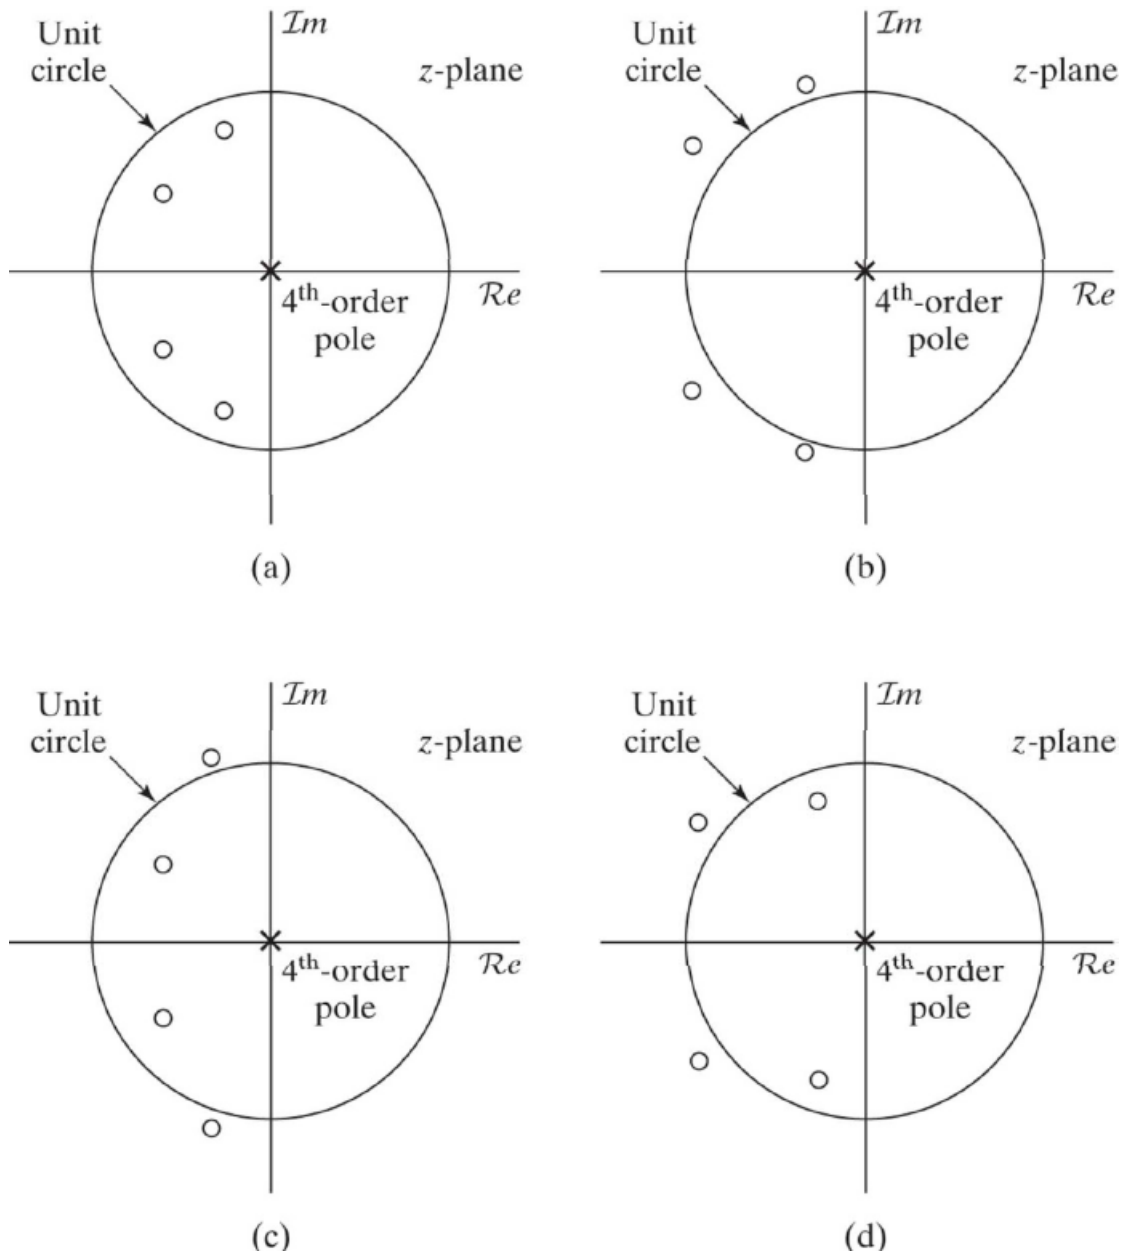 Unit
circle
Im
z-plane
Re
4th-order
pole
(a)
Unit
circle
Im
z-plane
Re
4th-order
pole
(b)
Unit
circle
Im
z-plane
Re
4th-order
pole
(c)
Unit
circle
Im
z-plane
Re
4th-order
pole
(d)